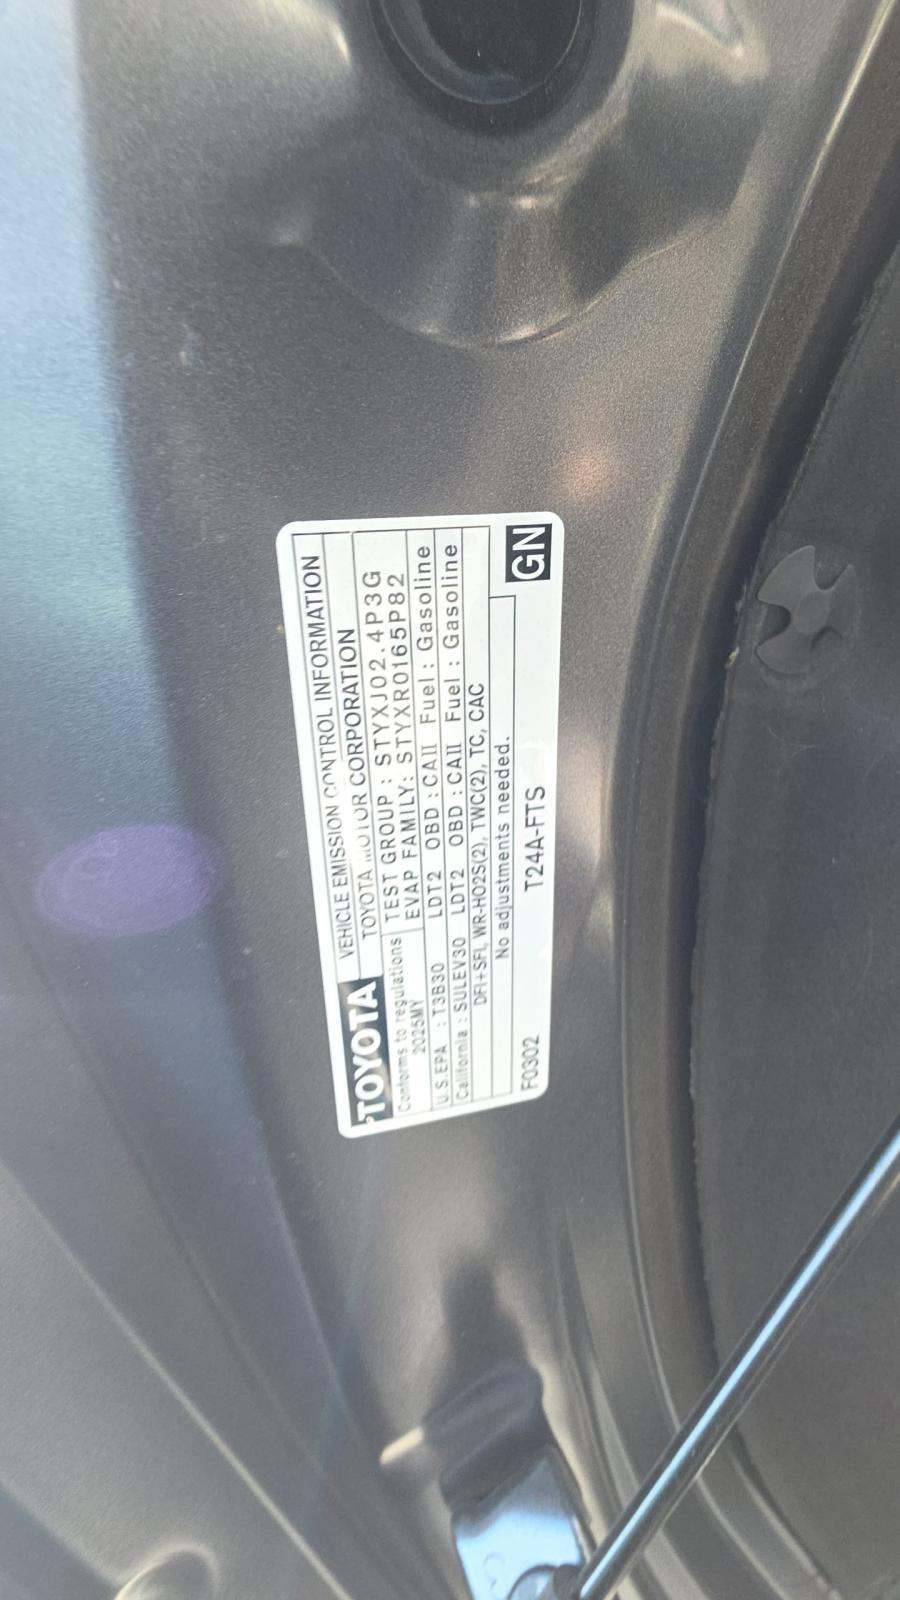 VEHICLE EMISSION CONTROL INFORMATION
TOYOTA TOYOTA MOTOR CORPORATION
Conforms to regulations TEST GROUP : STYXJ02.4P3G
2025MY EVAP FAMILY: STYXR0165P82
U.S.EPA : T3B30 LDT2 OBD : CAII Fuel : Gasoline
California : SULEV30 LDT2 OBD : CAII Fuel : Gasoline
DFI+SFI, WR-HO2S(2), TWC(2), TC, CAC
No adjustments needed.
F0302 T24A-FTS GN